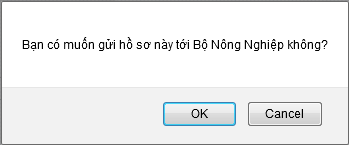 Bạn có muốn gửi hồ sơ này tới Bộ Nông Nghiệp không?
OK
Cancel